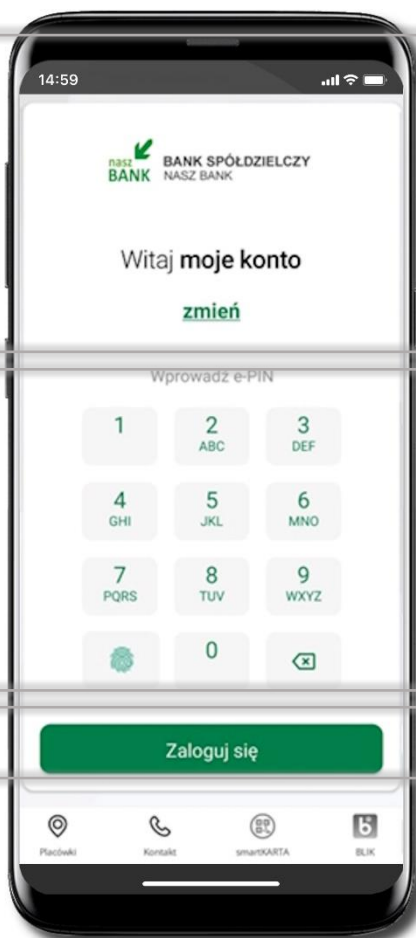 14:59
nasz
BANK
BANK SPÓŁDZIELCZY
NASZ BANK
Witaj moje konto
zmień
Wprowadź e-PIN
1 2 3
ABC DEF
4 5 6
GHI JKL MNO
7 8 9
PQRS TUV WXYZ
0
Zaloguj się
Placówki Kontakt smartKARTA BLIK